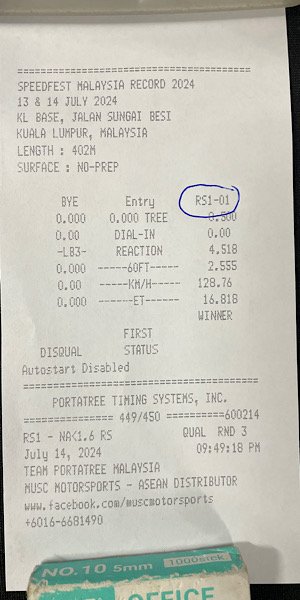 ==========================================
SPEEDFEST MALAYSIA RECORD 2024
13 & 14 JULY 2024
KL BASE, JALAN SUNGAI BESI
KUALA LUMPUR, MALAYSIA
LENGTH : 402M
SURFACE : NO-PREP
BYE Entry RS1-01
0.000 0.000 TREE 0.500
0.00 DIAL-IN 0.00
-LB3- REACTION 4.518
0.000 ------60FT----- 2.555
0.00 -----KM/H------ 128.76
0.000 ------ET------- 16.818
WINNER
FIRST
DISQUAL STATUS
Autostart Disabled
==========================================
PORTATREE TIMING SYSTEMS, INC.
============ 449/450 ==========600214
RS1 - NA<1.6 RS QUAL RND 3
July 14, 2024 09:49:18 PM
TEAM PORTATREE MALAYSIA
MUSC MOTORSPORTS - ASEAN DISTRIBUTOR
www.facebook.com/muscmotorsports
+6016-6681490
NO.10 5mm 1000stick
OFFICE